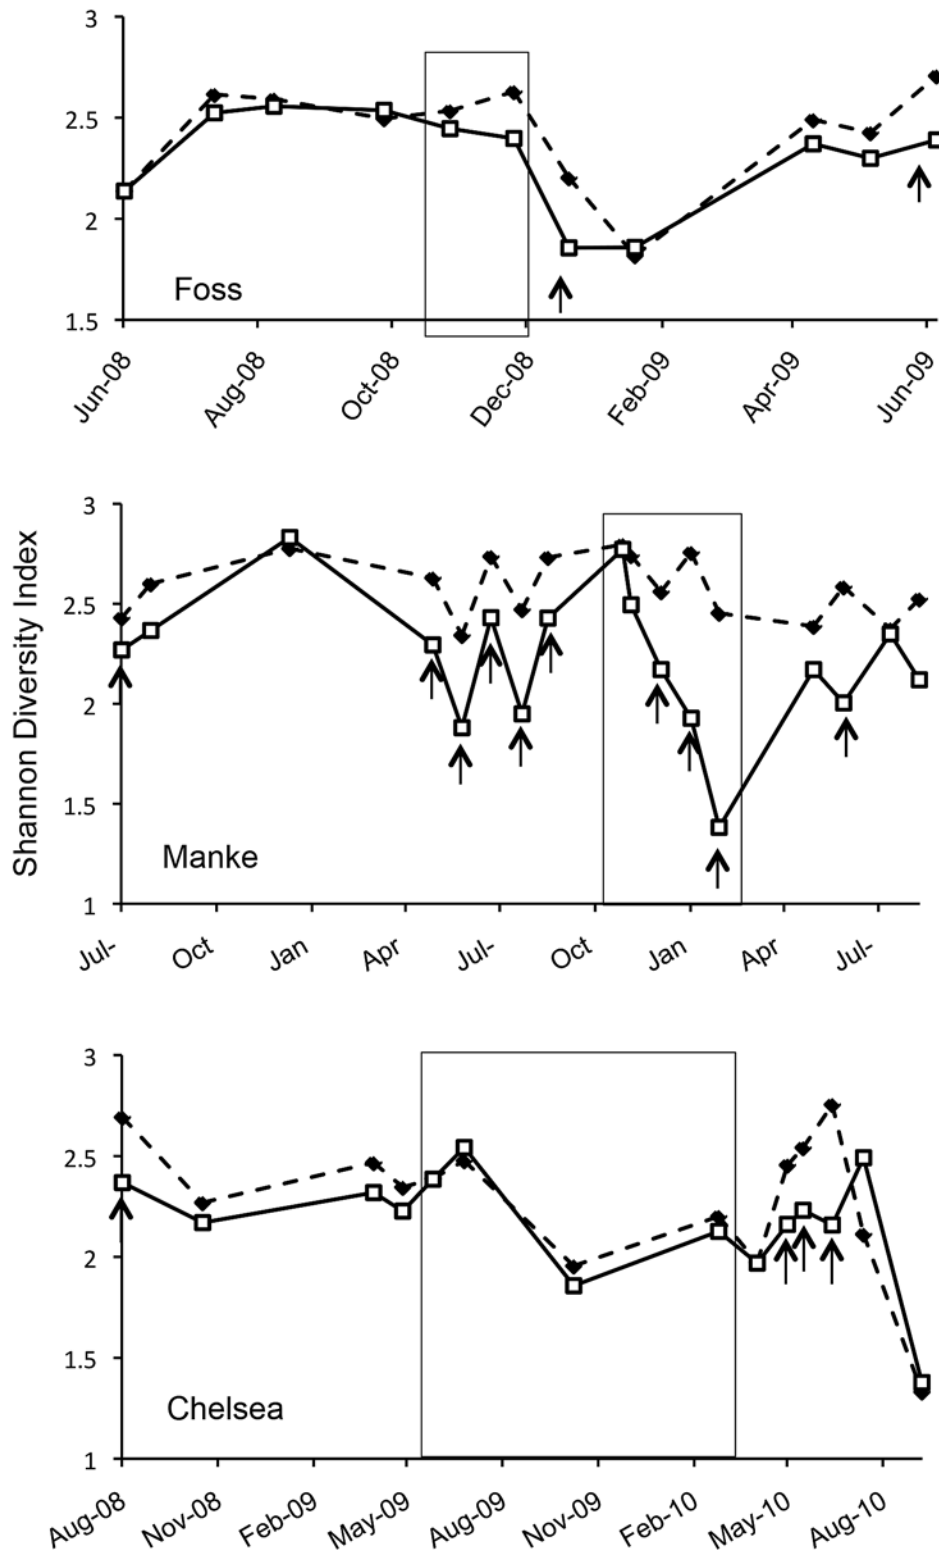 3
2.5
2
1.5
Foss
Jun-08
Aug-08
Oct-08
Dec-08
Feb-09
Apr-09
Jun-09
Shannon Diversity Index
3
2.5
2
1.5
1
Manke
Jul-
Oct
Jan
Apr
Jul-
Oct
Jan
Apr
Jul-
3
2.5
2
1.5
1
Chelsea
Aug-08
Nov-08
Feb-09
May-09
Aug-09
Nov-09
Feb-10
May-10
Aug-10